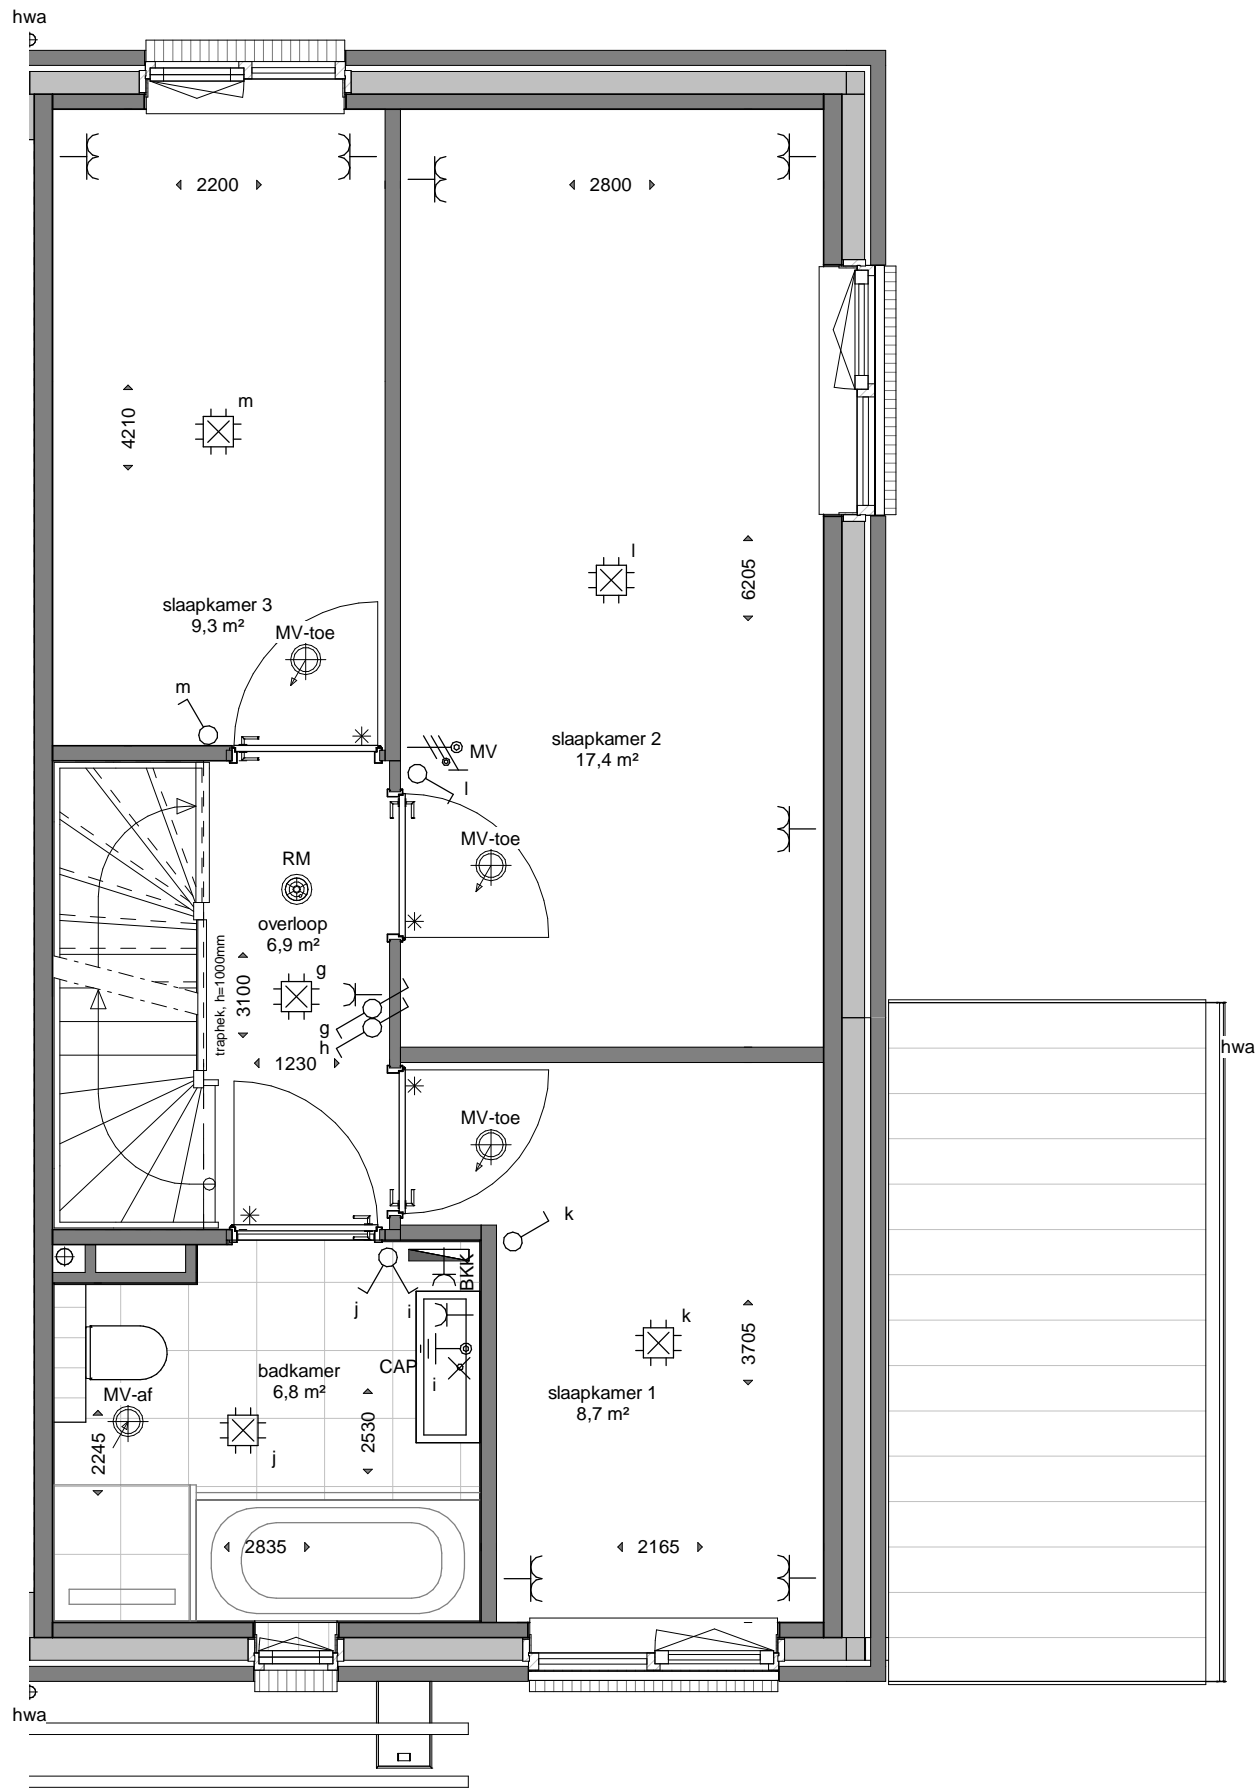 hwa
2200
2800
m
4210
l
6205
slaapkamer 3
9,3 m²
MV-toe
m
slaapkamer 2
17,4 m²
MV
l
MV-toe
RM
overloop
6,9 m²
g
traphek, h=1000mm
3100
g
h
1230
hwa
MV-toe
k
BKK
j
i
k
3705
CAP
i
badkamer
6,8 m²
slaapkamer 1
8,7 m²
MV-af
2245
2530
j
2835
2165
hwa